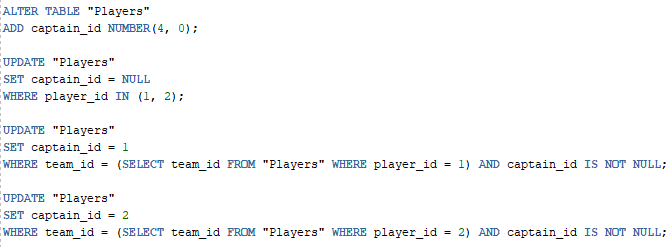 ALTER TABLE "Players"
ADD captain_id NUMBER(4, 0);
UPDATE "Players"
SET captain_id = NULL
WHERE player_id IN (1, 2);
UPDATE "Players"
SET captain_id = 1
WHERE team_id = (SELECT team_id FROM "Players" WHERE player_id = 1) AND captain_id IS NOT NULL;
UPDATE "Players"
SET captain_id = 2
WHERE team_id = (SELECT team_id FROM "Players" WHERE player_id = 2) AND captain_id IS NOT NULL;